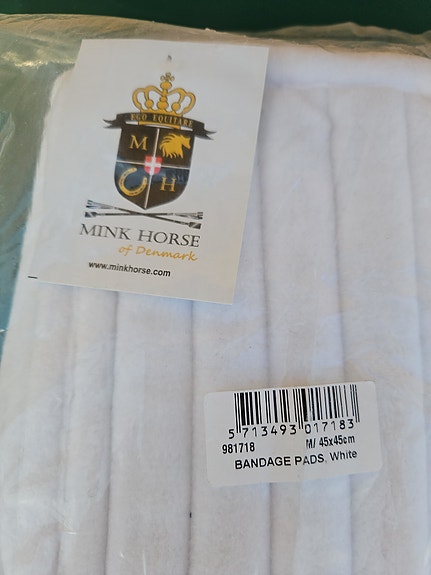 EGO EQUITARE
M
H
MINK HORSE
of Denmark
www.minkhorse.com
5 713493 017183
981718 M/ 45x45cm
BANDAGE PADS, White